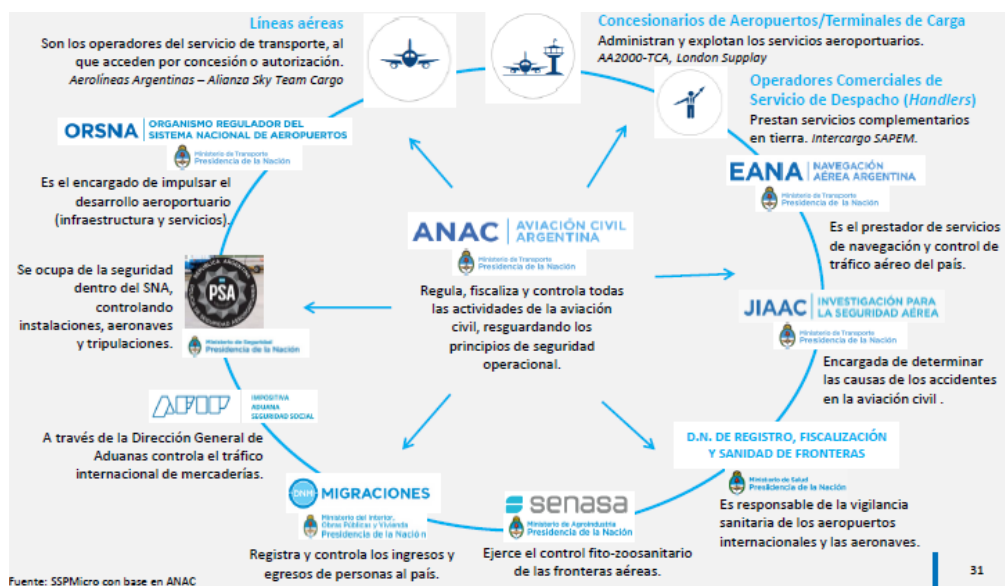 Líneas aéreas
Son los operadores del servicio de transporte, al
que acceden por concesión o autorización.
Aerolíneas Argentinas – Alianza Sky Team Cargo
Concesionarios de Aeropuertos/Terminales de Carga
Administran y explotan los servicios aeroportuarios.
AA2000-TCA, London Supplay
Operadores Comerciales de
Servicio de Despacho (Handlers)
Prestan servicios complementarios
en tierra. Intercargo SAPEM.
ORSNA
ORGANISMO REGULADOR DEL
SISTEMA NACIONAL DE AEROPUERTOS
Ministerio de Transporte
Presidencia de la Nación
Es el encargado de impulsar el
desarrollo aeroportuario
(infraestructura y servicios).
EANA
NAVEGACIÓN
AÉREA ARGENTINA
Ministerio de Transporte
Presidencia de la Nación
Es el prestador de servicios
de navegación y control de
tráfico aéreo del país.
ANAC
AVIACIÓN CIVIL
ARGENTINA
Ministerio de Transporte
Presidencia de la Nación
Regula, fiscaliza y controla todas
las actividades de la aviación
civil, resguardando los
principios de seguridad
operacional.
Se ocupa de la seguridad
dentro del SNA,
controlando
instalaciones, aeronaves
y tripulaciones.
PSA
Ministerio de Seguridad
Presidencia de la Nación
JIAAC
INVESTIGACIÓN PARA
LA SEGURIDAD AÉREA
Ministerio de Transporte
Presidencia de la Nación
Encargada de determinar
las causas de los accidentes
en la aviación civil .
AFIP
IMPOSITIVA
ADUANA
SEGURIDAD SOCIAL
A través de la Dirección General de
Aduanas controla el tráfico
internacional de mercaderías.
D.N. DE REGISTRO, FISCALIZACIÓN
Y SANIDAD DE FRONTERAS
Ministerio de Salud
Presidencia de la Nación
Es responsable de la vigilancia
sanitaria de los aeropuertos
internacionales y las aeronaves.
DNM MIGRACIONES
Ministerio del Interior,
Obras Públicas y Vivienda
Presidencia de la Nación
Registra y controla los ingresos y
egresos de personas al país.
senasa
Ministerio de Agroindustria
Presidencia de la Nación
Ejerce el control fito-zoosanitario
de las fronteras aéreas.
Fuente: SSPMicro con base en ANAC
31